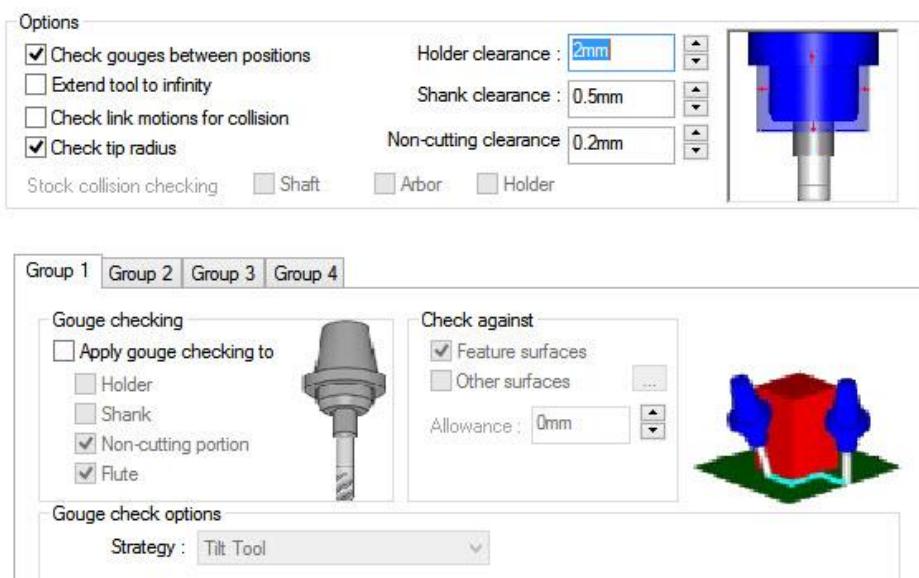 Options
Check gouges between positions
Holder clearance : 2mm
Extend tool to infinity
Shank clearance : 0.5mm
Check link motions for collision
Non-cutting clearance 0.2mm
Check tip radius
Stock collision checking Shaft Arbor Holder
Group 1 Group 2 Group 3 Group 4
Gouge checking
Apply gouge checking to
Holder
Shank
Non-cutting portion
Flute
Check against
Feature surfaces
Other surfaces ...
Allowance : 0mm
Gouge check options
Strategy : Tilt Tool